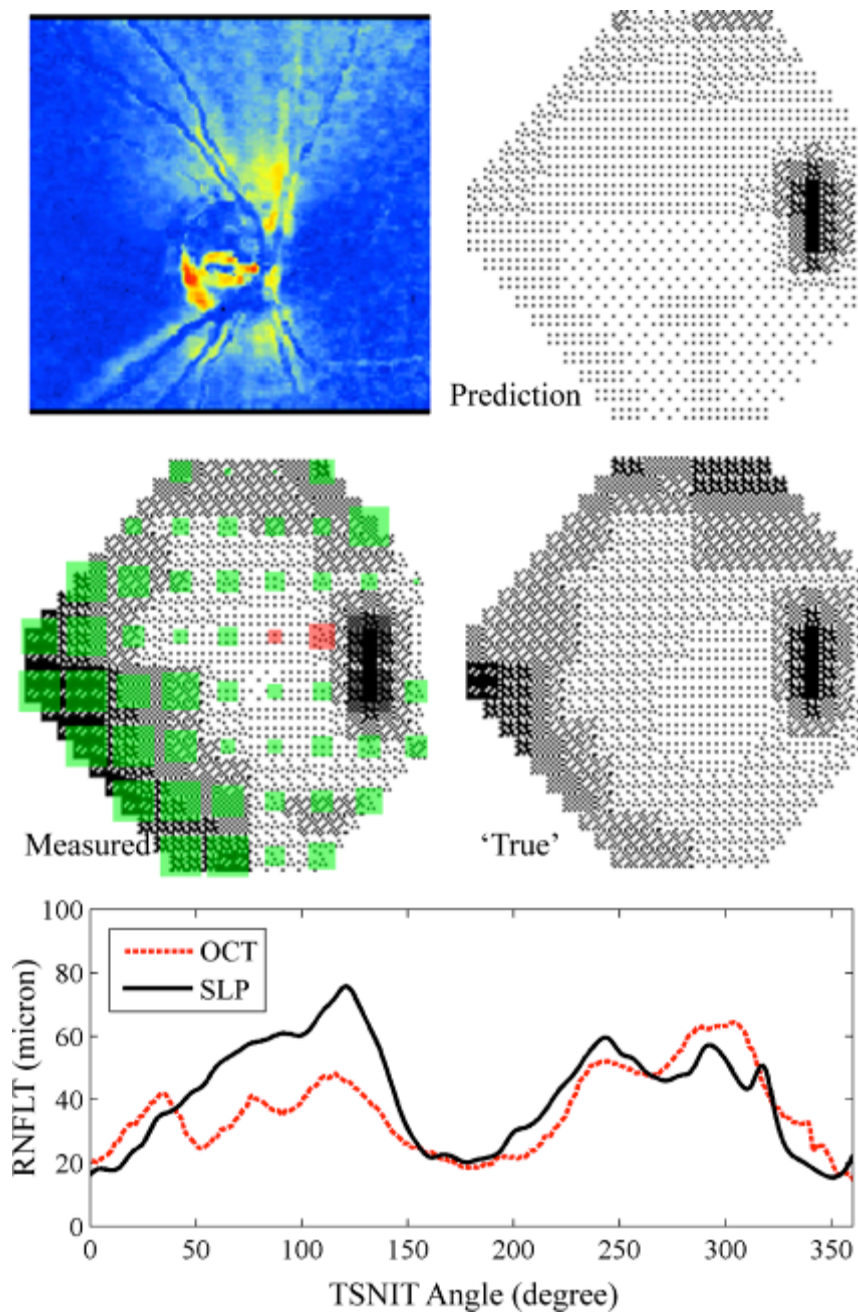 Prediction
Measured
'True'
100
80
60
40
20
0
RNFLT (micron)
OCT
SLP
0 50 100 150 200 250 300 350
TSNIT Angle (degree)